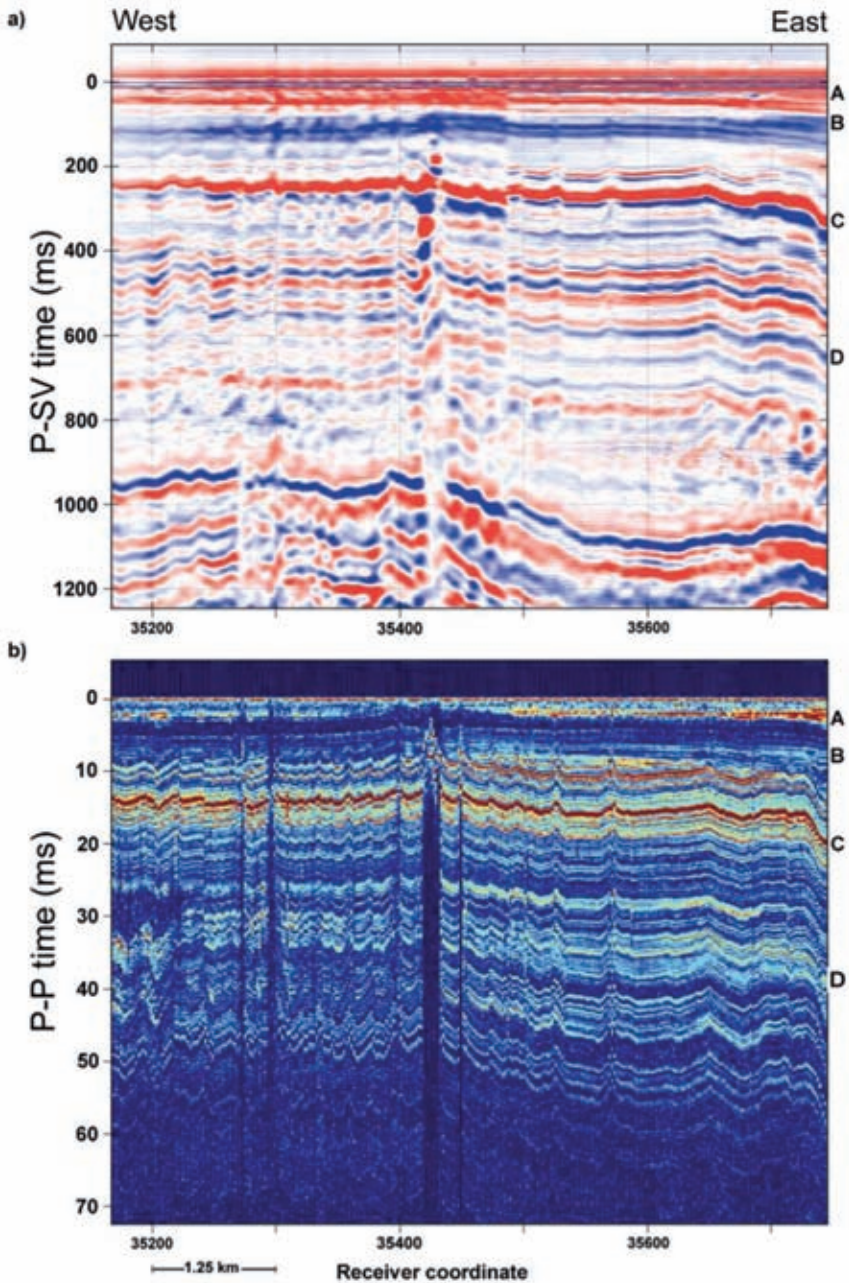 a)
West
East
P-SV time (ms)
0
200
400
600
800
1000
1200
A
B
C
D
35200
35400
35600
b)
P-P time (ms)
0
10
20
30
40
50
60
70
A
B
C
D
35200
35400
35600
1.25 km
Receiver coordinate